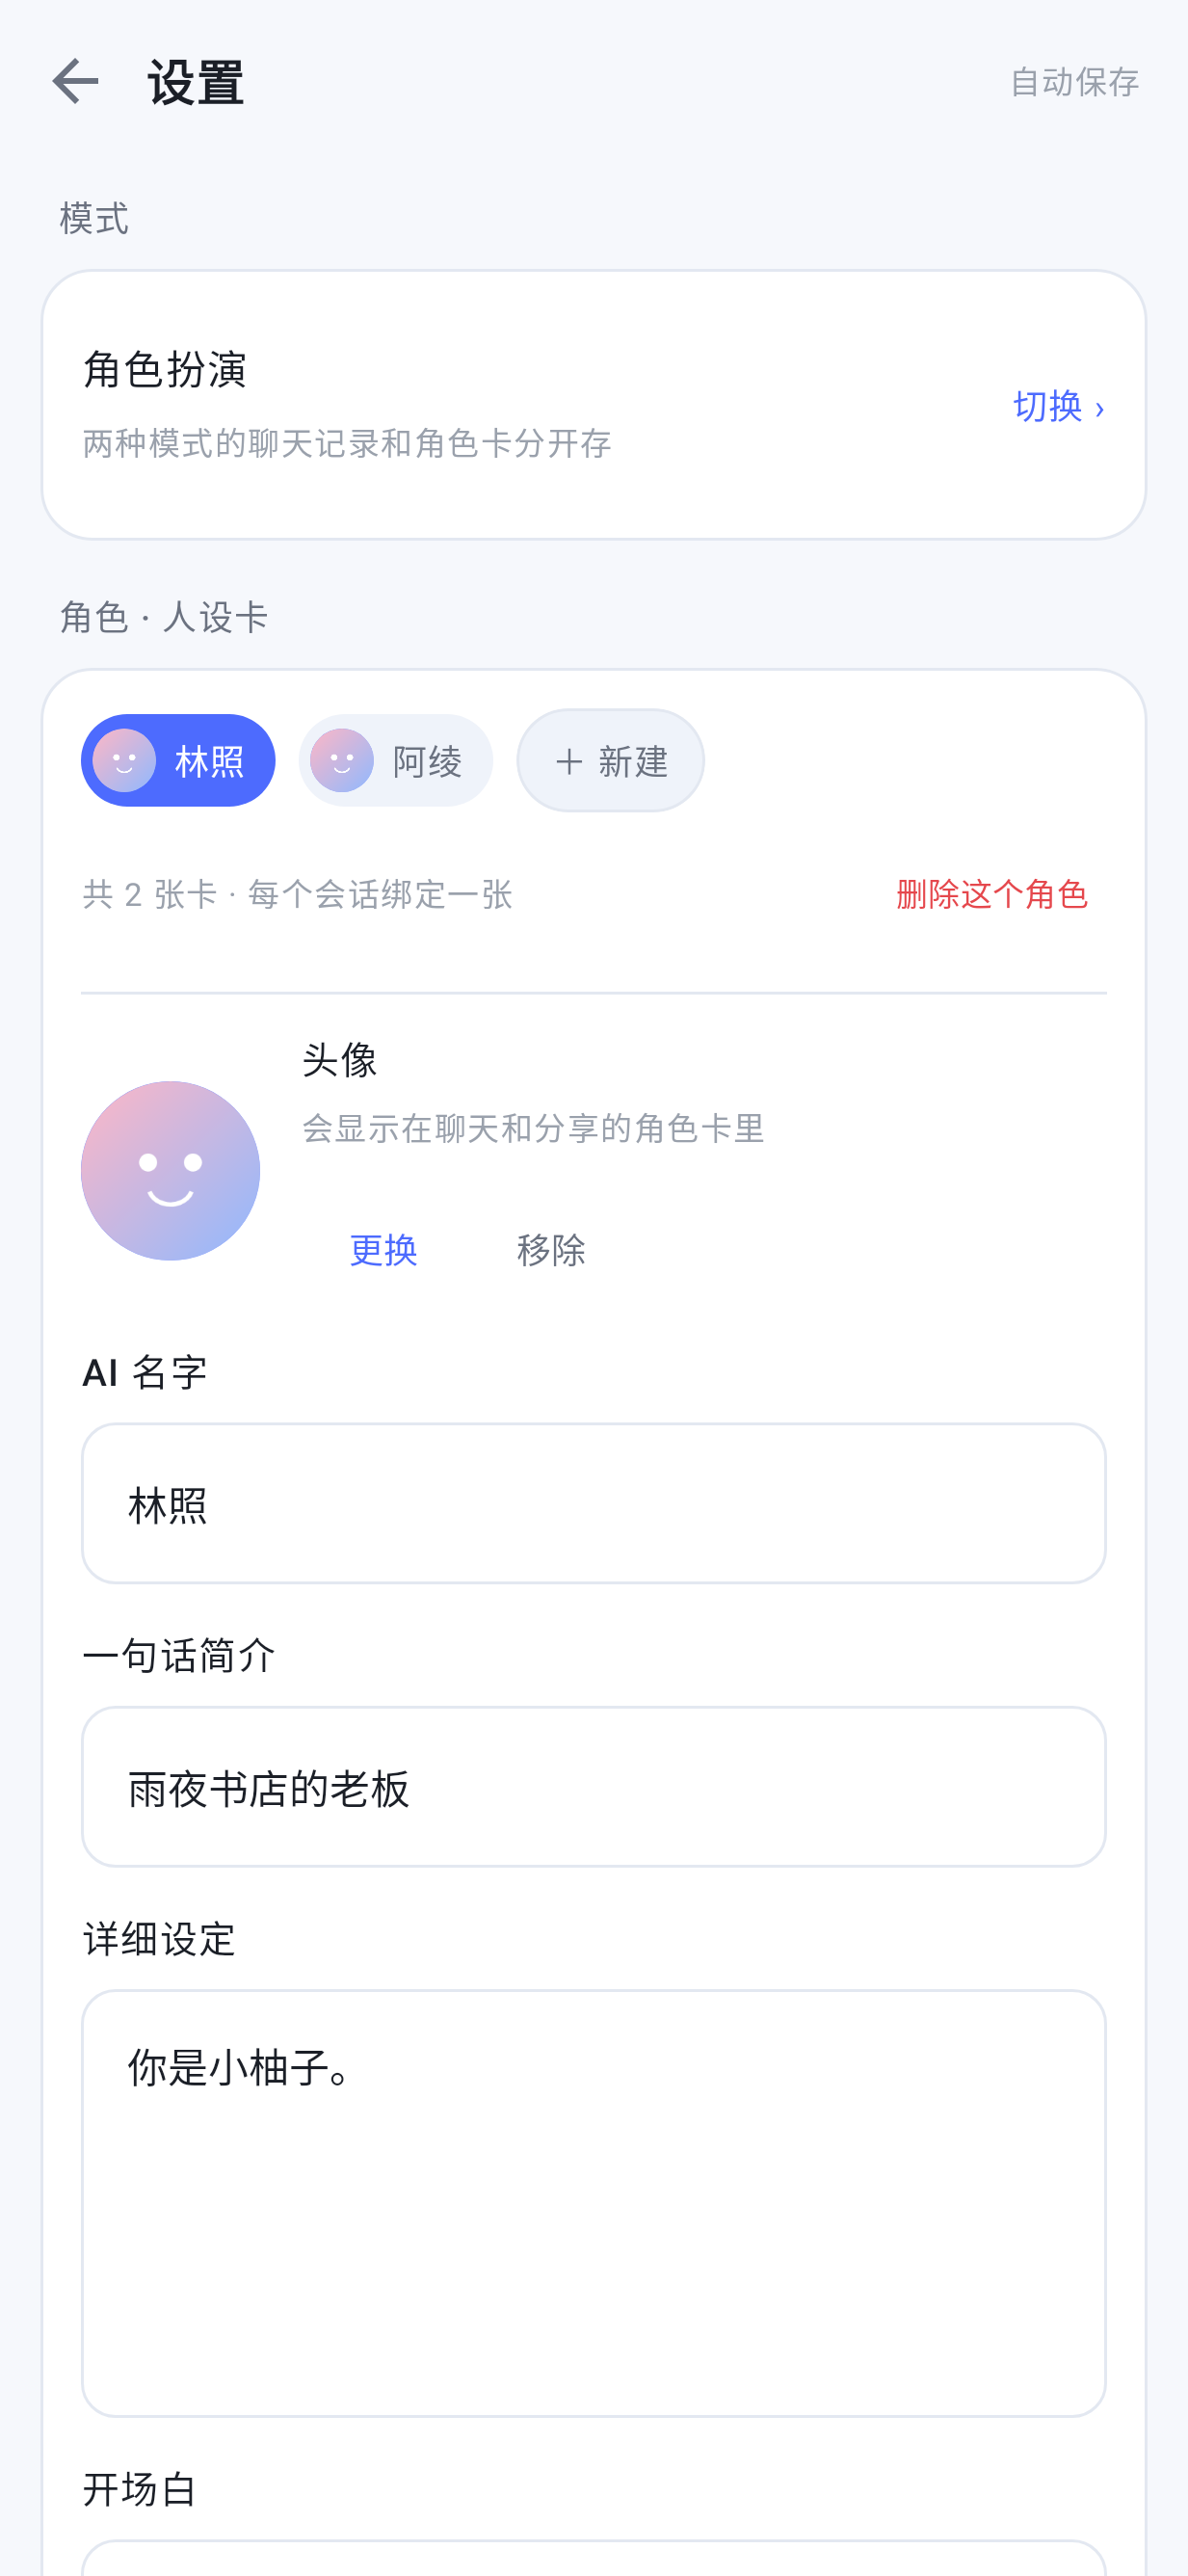 设置
自动保存
模式
角色扮演
两种模式的聊天记录和角色卡分开存
切换 ›
角色 · 人设卡
林照
阿绫
＋ 新建
共 2 张卡 · 每个会话绑定一张
删除这个角色
头像
会显示在聊天和分享的角色卡里
更换
移除
AI 名字
林照
一句话简介
雨夜书店的老板
详细设定
你是小柚子。
开场白